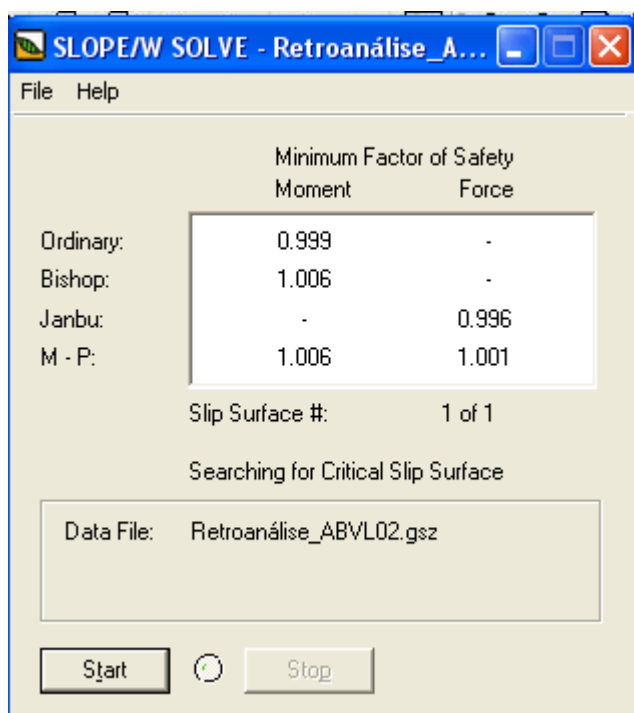 SLOPE/W SOLVE - Retroanálise_A...
File Help
Minimum Factor of Safety
Moment Force
Ordinary: 0.999 -
Bishop: 1.006 -
Janbu: - 0.996
M - P: 1.006 1.001
Slip Surface #: 1 of 1
Searching for Critical Slip Surface
Data File: Retroanálise_ABVL02.gsz
Start Stop